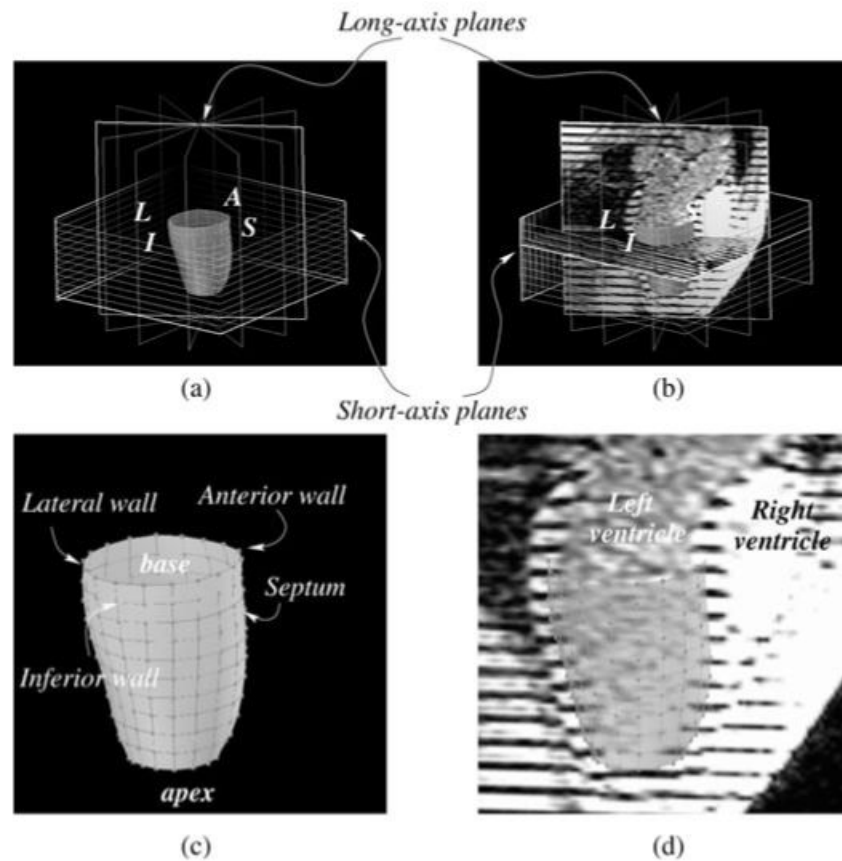 Long-axis planes
A
L
S
I
S
L
I
(a)
(b)
Short-axis planes
Lateral wall
Anterior wall
base
Septum
Inferior wall
apex
Left
ventricle
Right
ventricle
(c)
(d)